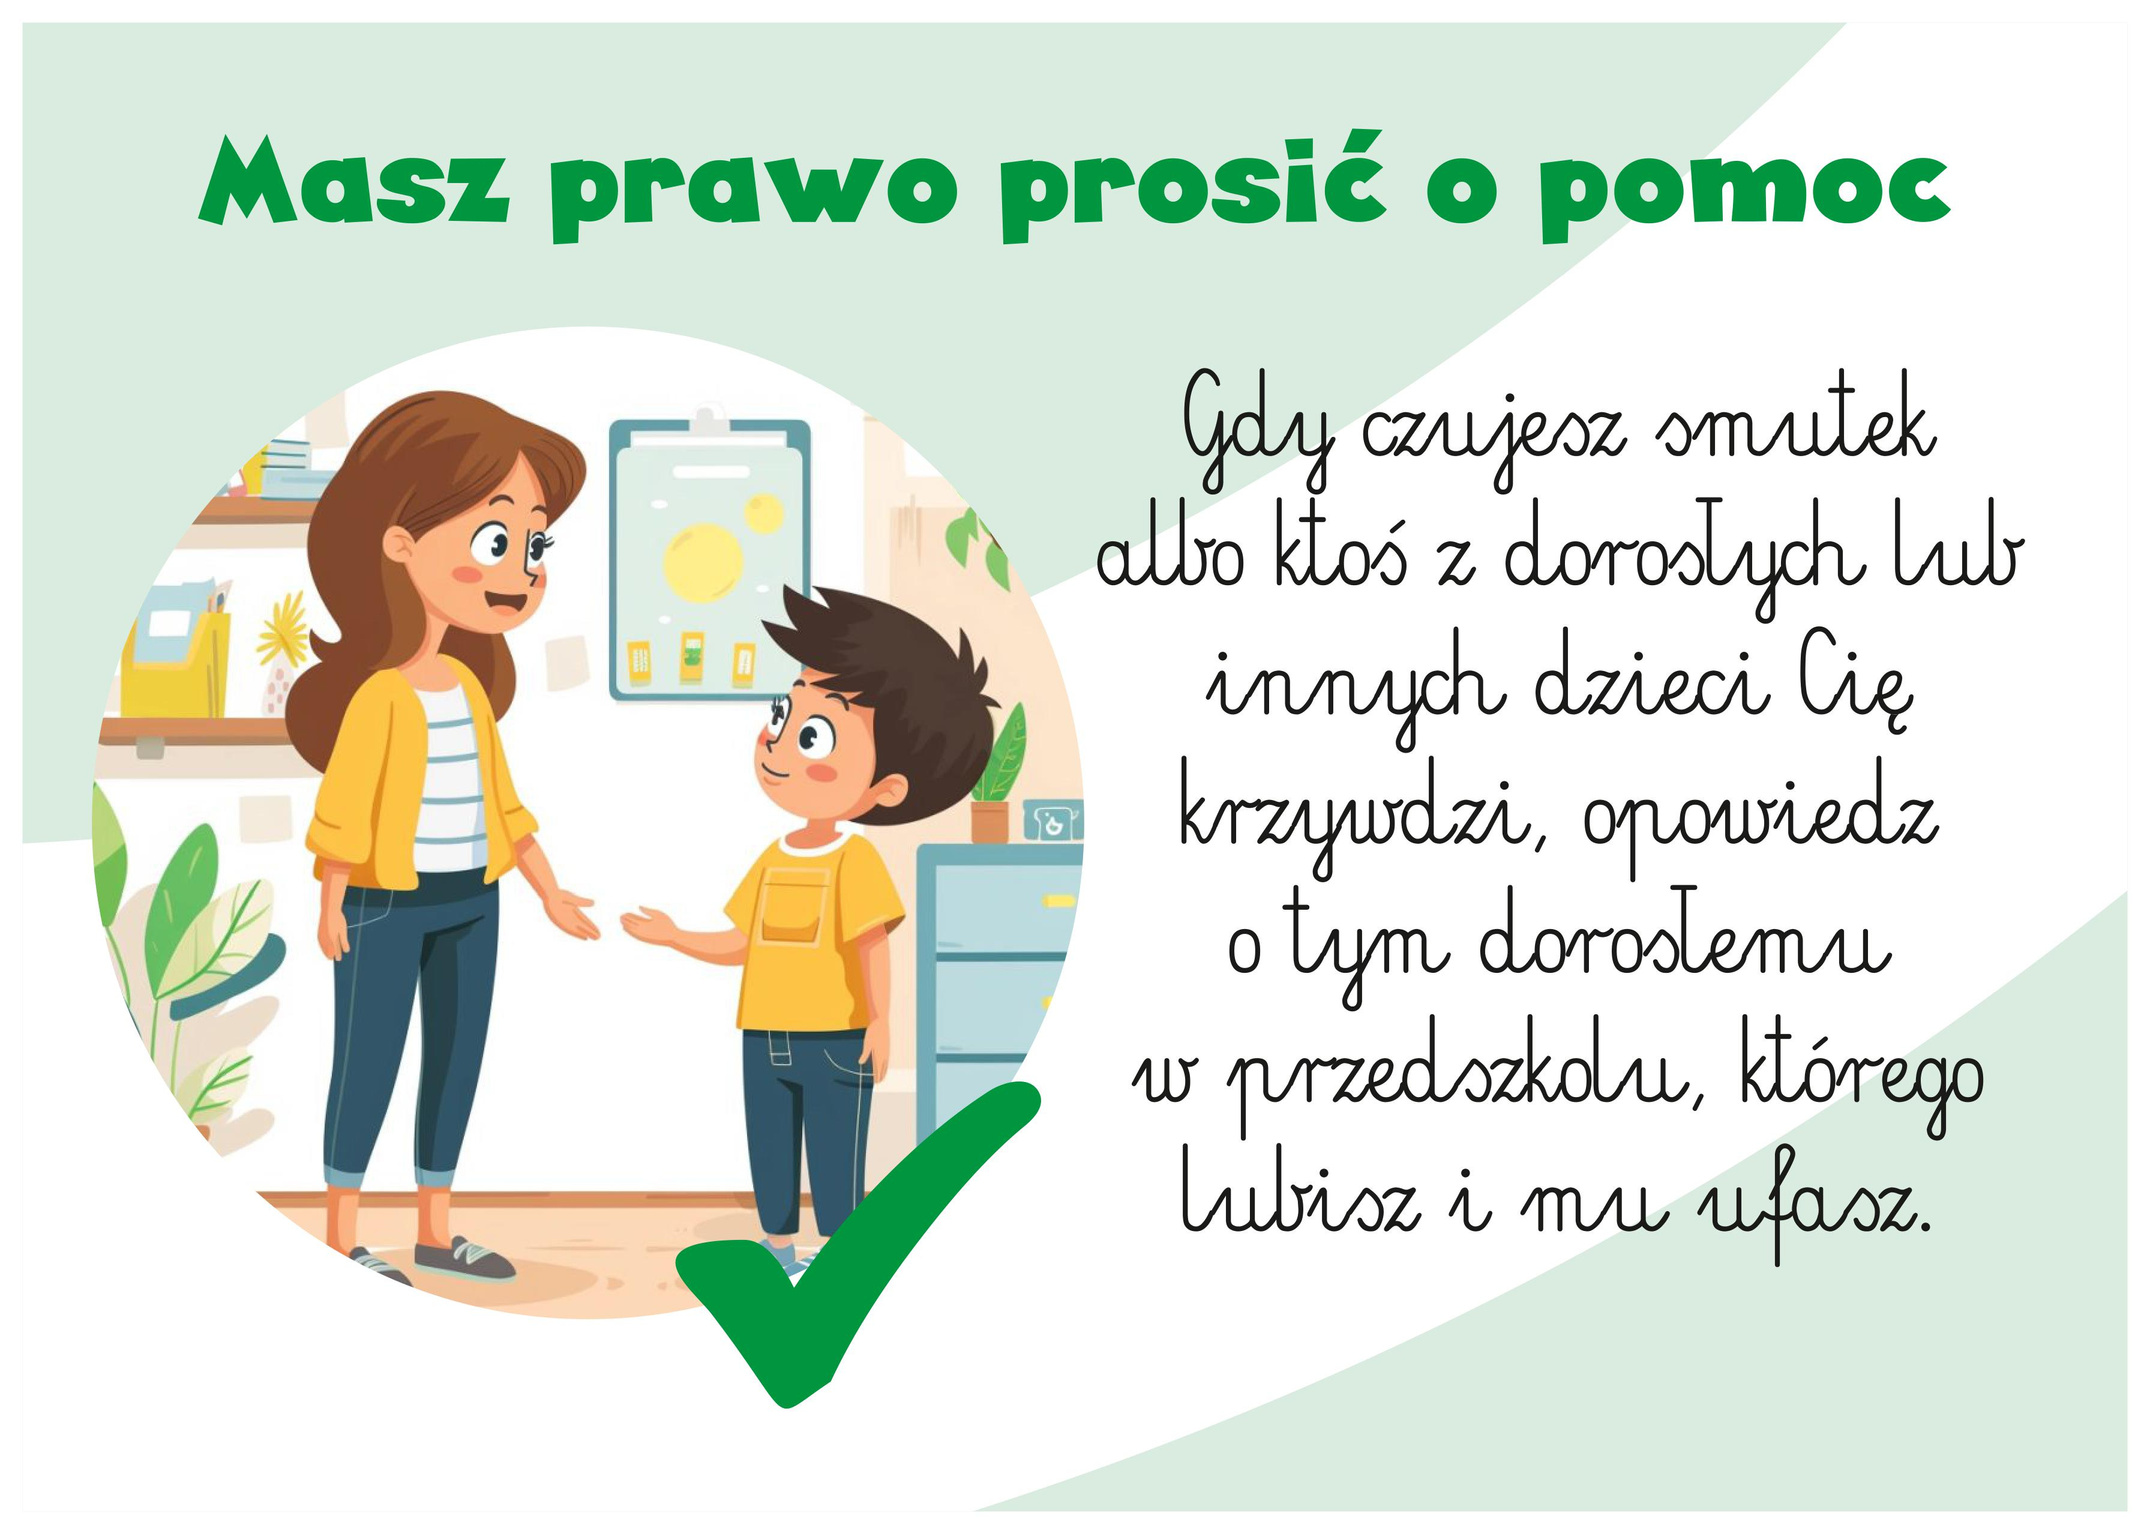 Masz prawo prosić o pomoc
Gdy czujesz smutek
albo ktoś z dorosłych lub
innych dzieci Cię
krzywdzi, opowiedz
o tym dorosłemu
w przedszkolu, którego
lubisz i mu ufasz.